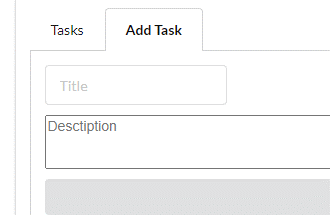 Tasks
Add Task
Title
Desctiption